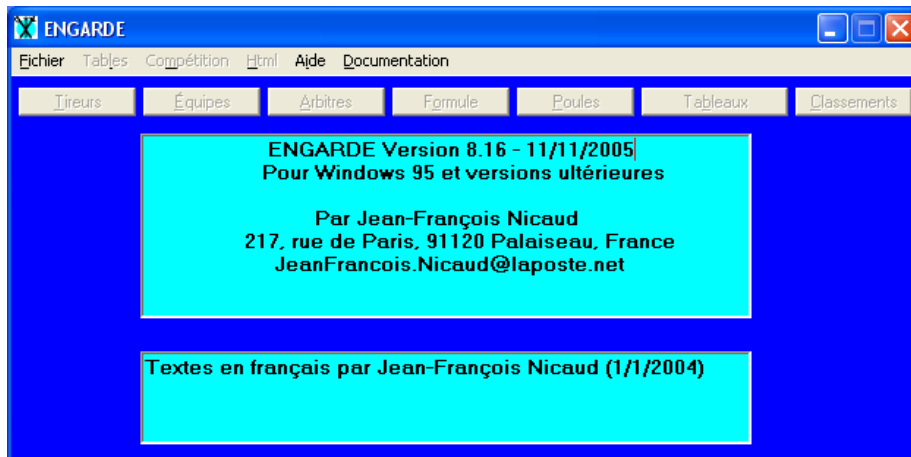 ENGARDE
Fichier Tables Compétition Html Aide Documentation
Tireurs Équipes Arbitres Formule Poules Tableaux Classements
ENGARDE Version 8.16 - 11/11/2005
Pour Windows 95 et versions ultérieures
Par Jean-François Nicaud
217, rue de Paris, 91120 Palaiseau, France
JeanFrancois.Nicaud@laposte.net
Textes en français par Jean-François Nicaud (1/1/2004)